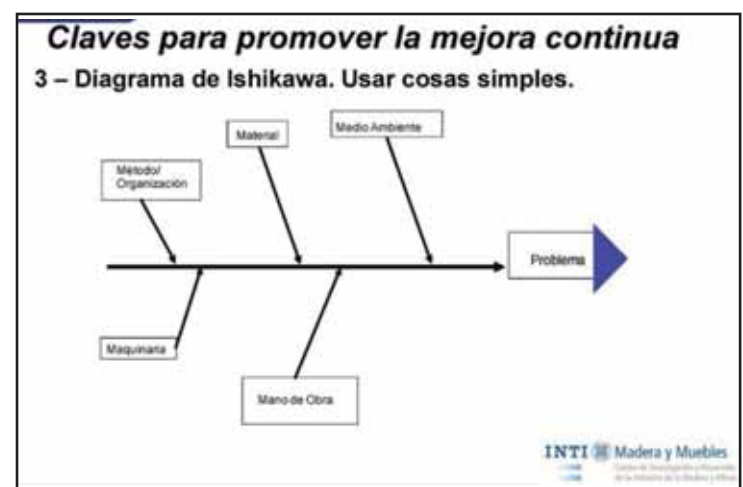 Claves para promover la mejora continua
3 – Diagrama de Ishikawa. Usar cosas simples.
Material
Medio Ambiente
Método/
Organización
Problema
Maquinaria
Mano de Obra
INTI Madera y Muebles